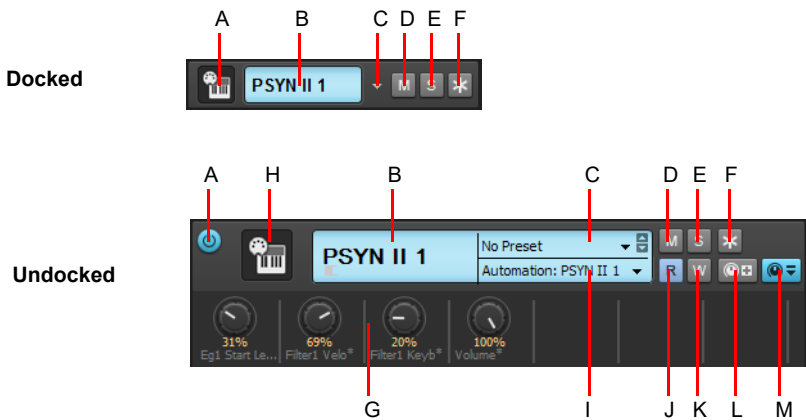 A B C D E F
Docked
PSYN II 1 M S
A H B C D E F
Undocked
PSYN II 1
No Preset
M S
Automation: PSYN II 1
R W
31% 69% 20% 100%
Eg1 Start Le... Filter1 Velo* Filter1 Keyb* Volume*
G I J K L M